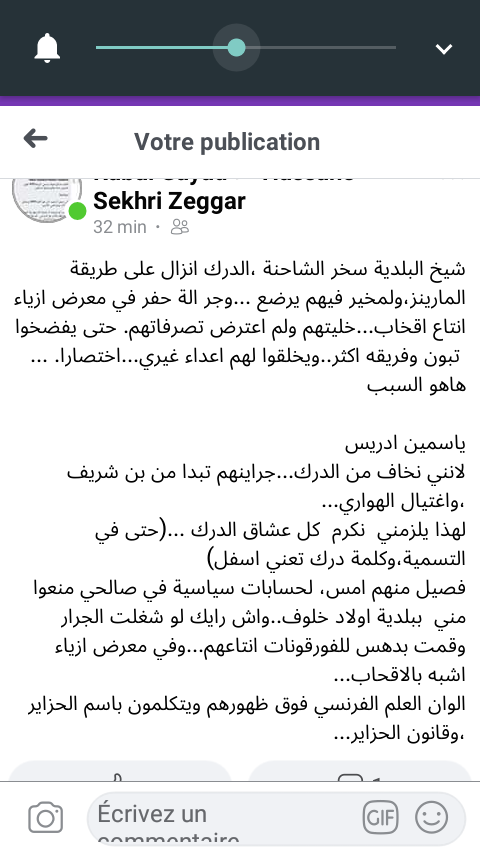 Votre publication
Sekhri Zeggar
32 min ·
شيخ البلدية سخر الشاحنة ،الدرك انزال على طريقة
المارينز،ولمخير فيهم يرضع ...وجر الة حفر في معرض ازياء
انتاع اقخاب...خليتهم ولم اعترض تصرفاتهم. حتى يفضخوا
تبون وفريقه اكثر..ويخلقوا لهم اعداء غيري...اختصارا. ...
هاهو السبب
ياسمين ادريس
لانني نخاف من الدرك...جراينهم تبدا من بن شريف
،واغتيال الهواري...
لهذا يلزمني نكرم كل عشاق الدرك ...(حتى في
التسمية،وكلمة درك تعني اسفل)
فصيل منهم امس، لحسابات سياسية في صالحي منعوا
مني ببلدية اولاد خلوف..واش رايك لو شغلت الجرار
وقمت بدهس للفورقونات انتاعهم...وفي معرض ازياء
اشبه بالاقحاب...
الوان العلم الفرنسي فوق ظهورهم ويتكلمون باسم الحزاير
،وقانون الحزاير...
GIF
Écrivez un
commentaire